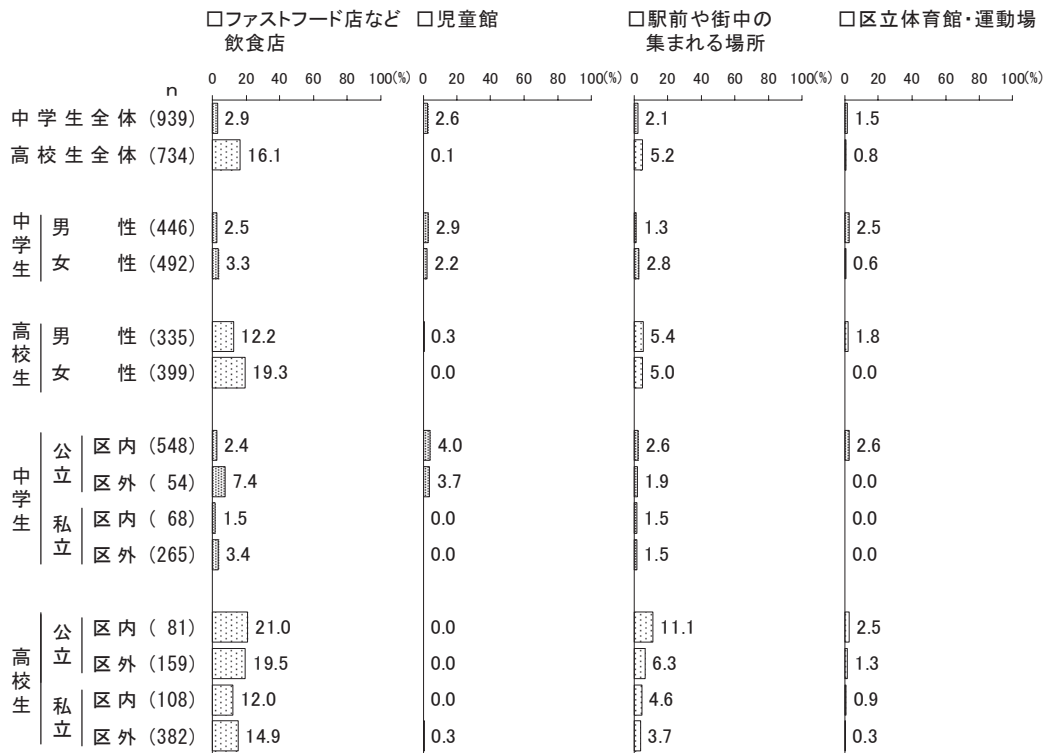 □ファストフード店など □児童館 □駅前や街中の □区立体育館・運動場
飲食店 集まれる場所
0 20 40 60 80 100(%) 0 20 40 60 80 100(%) 0 20 40 60 80 100(%) 0 20 40 60 80 100(%)
n
中学生全体 (939) 2.9 2.6 2.1 1.5
高校生全体 (734) 16.1 0.1 5.2 0.8
中学生
男性 (446) 2.5 2.9 1.3 2.5
女性 (492) 3.3 2.2 2.8 0.6
高校生
男性 (335) 12.2 0.3 5.4 1.8
女性 (399) 19.3 0.0 5.0 0.0
中学生
公立
区内 (548) 2.4 4.0 2.6 2.6
区外 ( 54) 7.4 3.7 1.9 0.0
私立
区内 ( 68) 1.5 0.0 1.5 0.0
区外 (265) 3.4 0.0 1.5 0.0
高校生
公立
区内 ( 81) 21.0 0.0 11.1 2.5
区外 (159) 19.5 0.0 6.3 1.3
私立
区内 (108) 12.0 0.0 4.6 0.9
区外 (382) 14.9 0.3 3.7 0.3